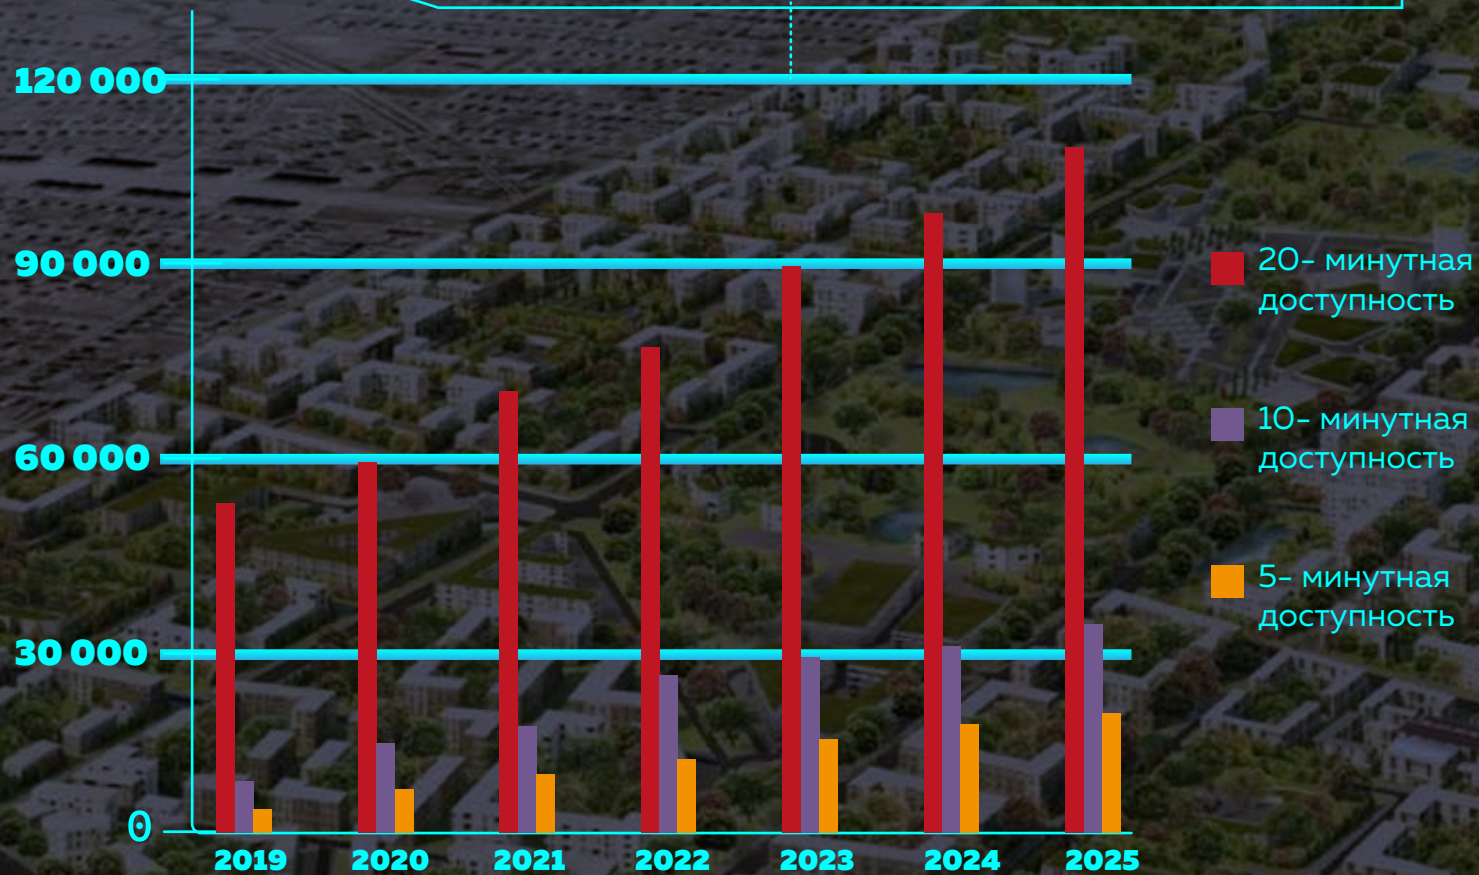 120 000
90 000
60 000
30 000
0
2019 2020 2021 2022 2023 2024 2025
20- минутная
доступность
10- минутная
доступность
5- минутная
доступность